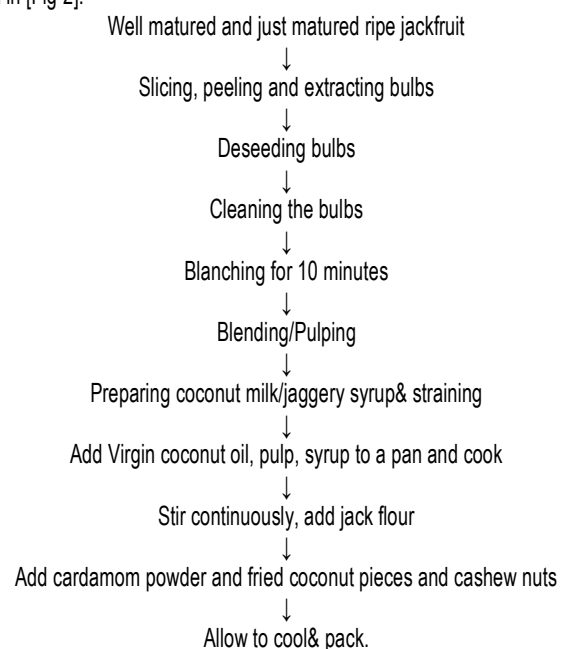 in [Fig-2].
Well matured and just matured ripe jackfruit
↓
Slicing, peeling and extracting bulbs
↓
Deseeding bulbs
↓
Cleaning the bulbs
↓
Blanching for 10 minutes
↓
Blending/Pulping
↓
Preparing coconut milk/jaggery syrup& straining
↓
Add Virgin coconut oil, pulp, syrup to a pan and cook
↓
Stir continuously, add jack flour
↓
Add cardamom powder and fried coconut pieces and cashew nuts
↓
Allow to cool& pack.